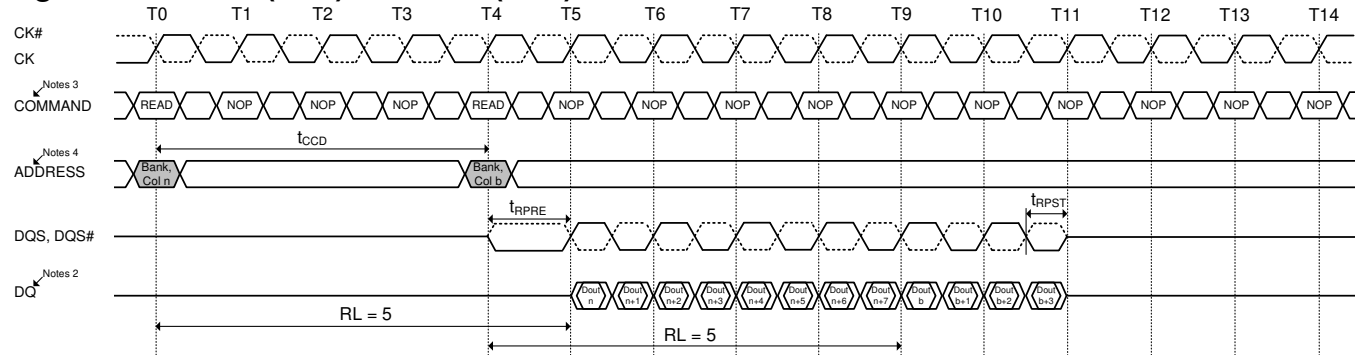 T0 T1 T2 T3 T4 T5 T6 T7 T8 T9 T10 T11 T12 T13 T14
CK#
CK
Notes 3
COMMAND READ NOP NOP NOP READ NOP NOP NOP NOP NOP NOP NOP NOP NOP NOP
tCCD
Notes 4
ADDRESS
Bank,
Col n
Bank,
Col b
tRPRE
tRPST
DQS, DQS#
Notes 2
DQ
Dout
n
Dout
n+1
Dout
n+2
Dout
n+3
Dout
n+4
Dout
n+5
Dout
n+6
Dout
n+7
Dout
b
Dout
b+1
Dout
b+2
Dout
b+3
RL = 5
RL = 5